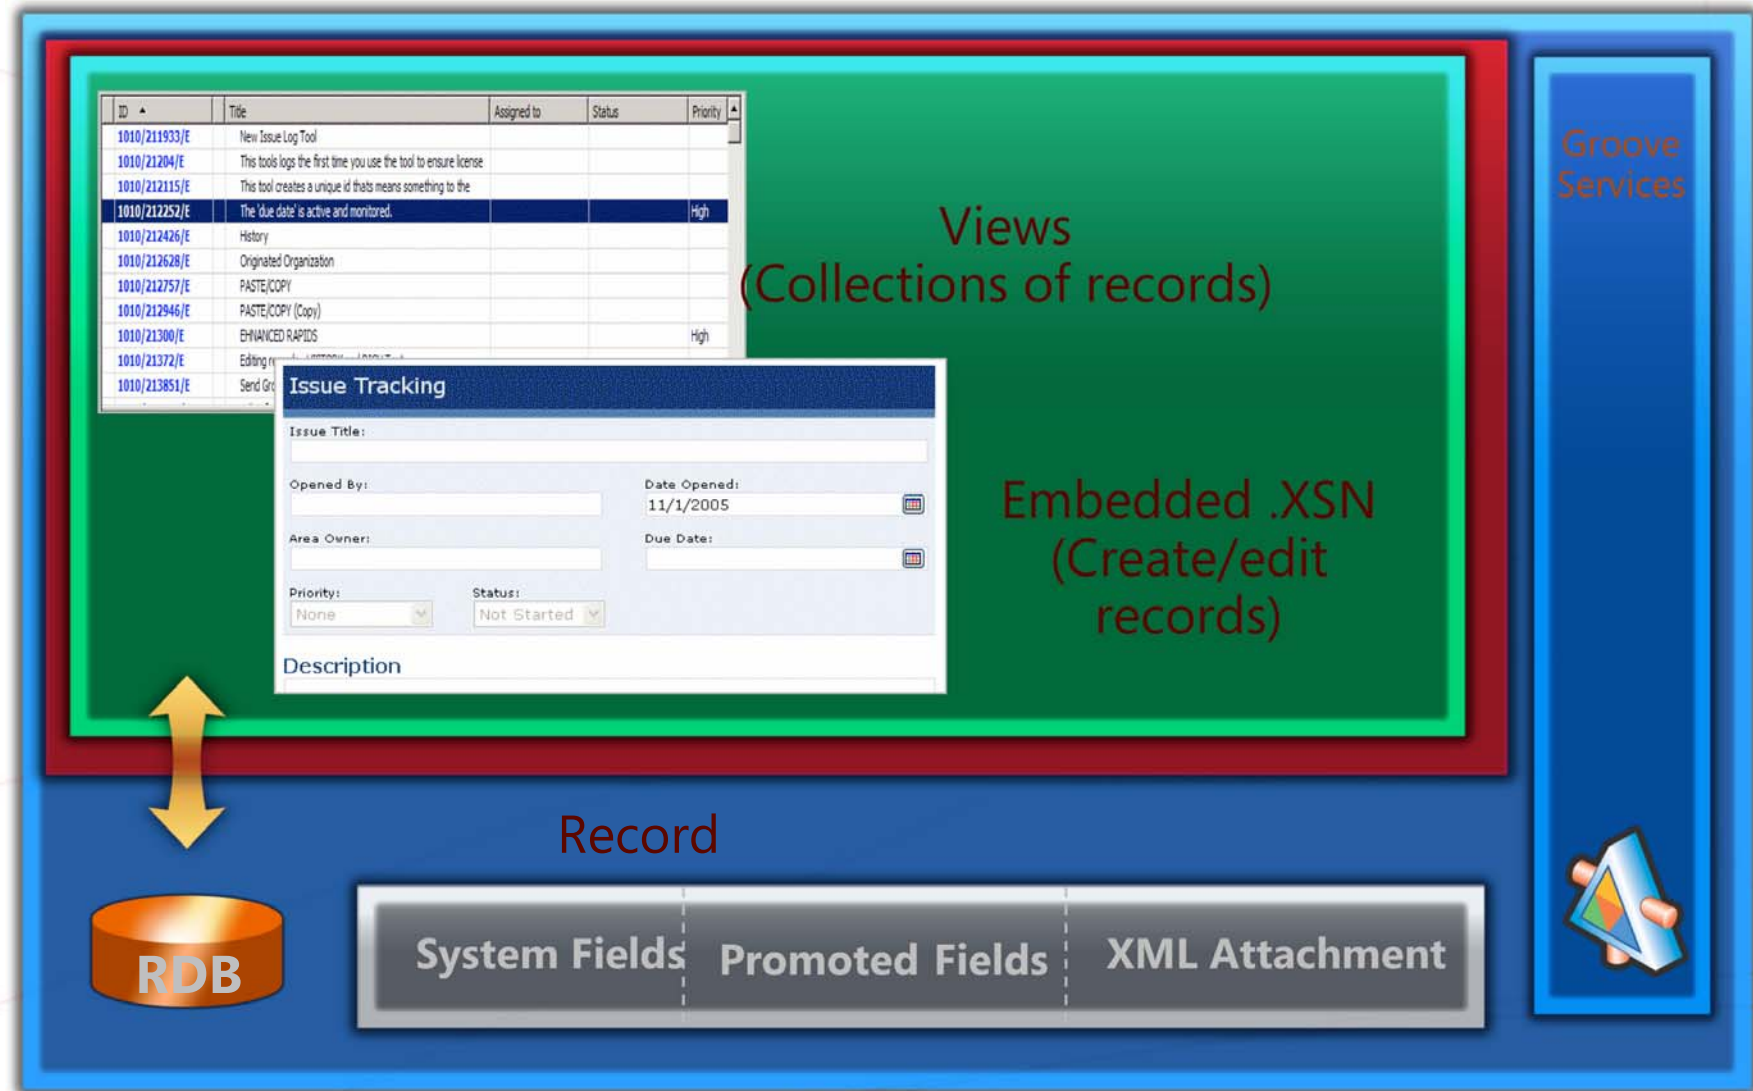 ID Title Assigned to Status Priority
1010/211933/E New Issue Log Tool
1010/21204/E This tools logs the first time you use the tool to ensure license
1010/212115/E This tool creates a unique id thats means something to the
1010/212252/E The 'due date' is active and monitored. High
1010/212426/E History
1010/212628/E Originated Organization
1010/212757/E PASTE/COPY
1010/212946/E PASTE/COPY (Copy)
1010/21300/E EHNANCED RAPIDS High
1010/21372/E Editing
1010/213851/E Send
Issue Tracking
Issue Title:
Opened By: Date Opened:
11/1/2005
Area Owner: Due Date:
Priority: Status:
None Not Started
Description
Views
(Collections of records)
Embedded .XSN
(Create/edit
records)
Groove
Services
Record
RDB
System Fields Promoted Fields XML Attachment